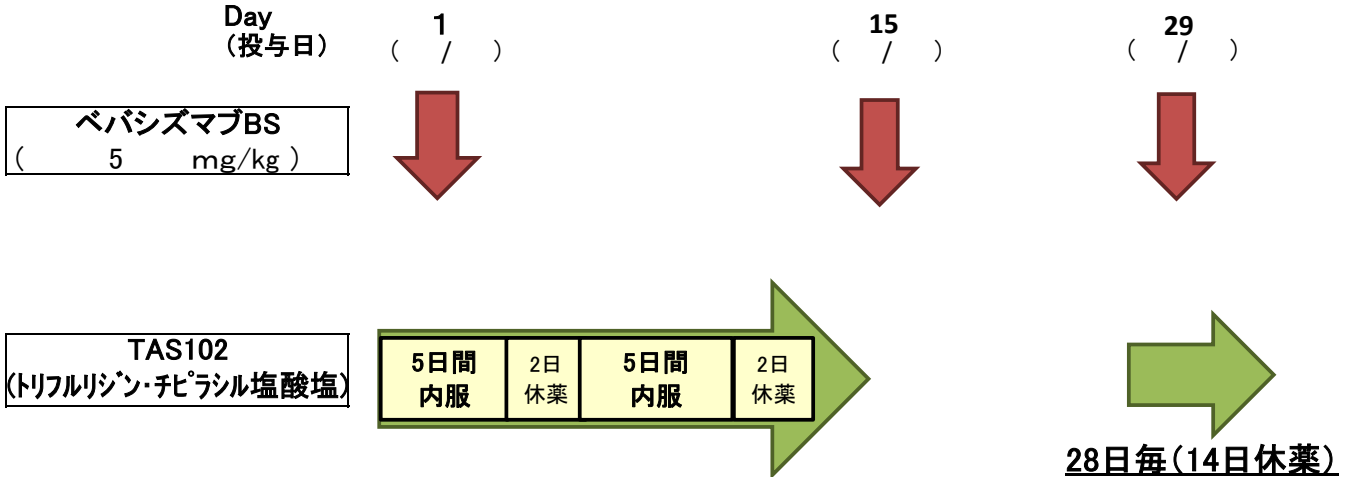 Day
(投与日)
1
( / )
15
( / )
29
( / )
ベバシズマブBS
( 5 mg/kg )
TAS102
(トリフルリジン・チピラシル塩酸塩)
5日間
内服
2日
休薬
5日間
内服
2日
休薬
28日毎(14日休薬)